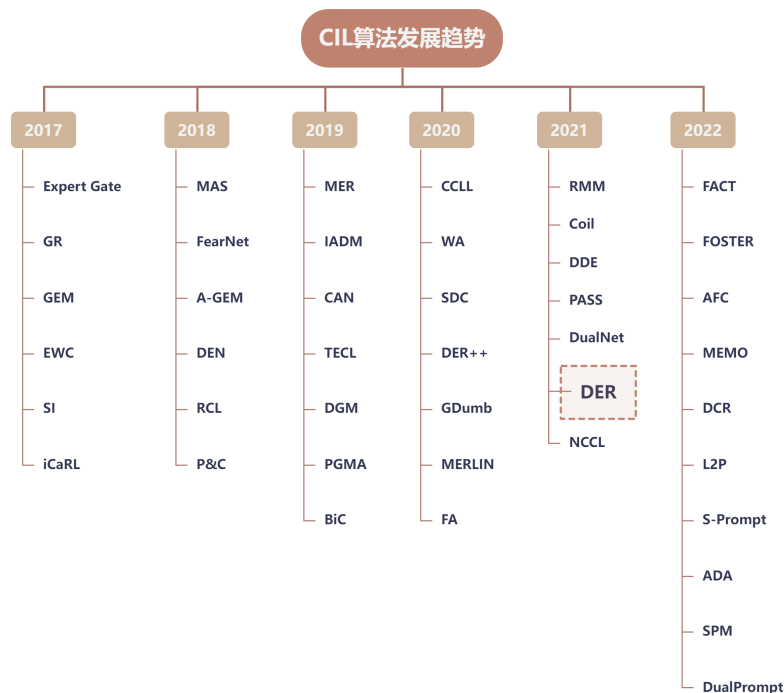 CIL算法发展趋势
2017
Expert Gate
GR
GEM
EWC
SI
iCaRL
2018
MAS
FearNet
A-GEM
DEN
RCL
P&C
2019
MER
IADM
CAN
TECL
DGM
PGMA
BiC
2020
CCLL
WA
SDC
DER++
GDumb
MERLIN
FA
2021
RMM
Coil
DDE
PASS
DualNet
DER
NCCL
2022
FACT
FOSTER
AFC
MEMO
DCR
L2P
S-Prompt
ADA
SPM
DualPrompt